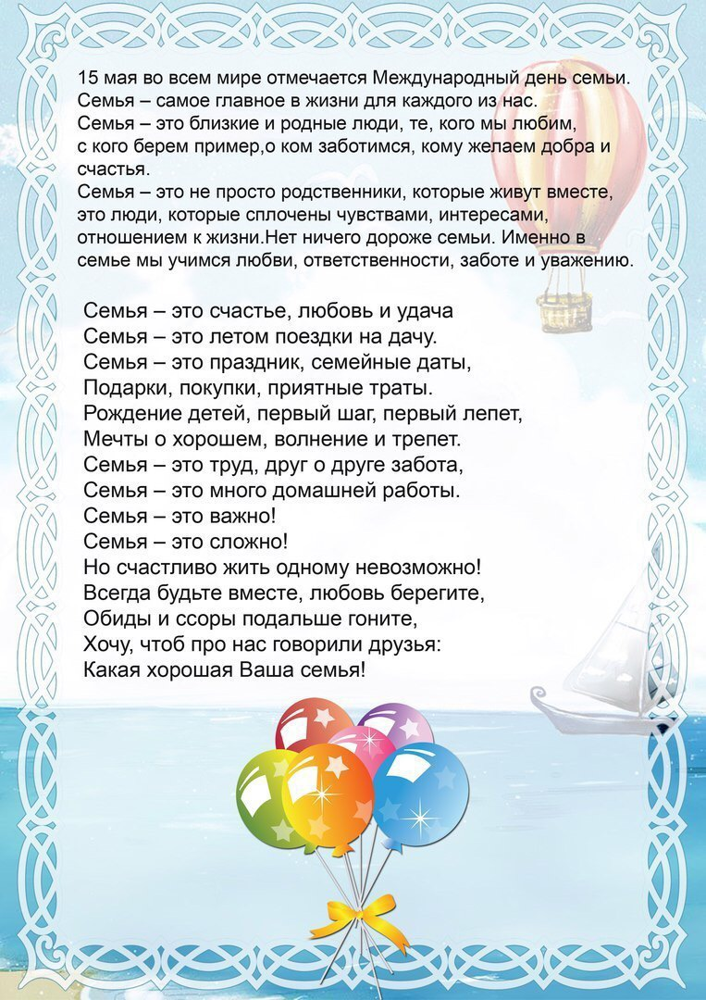 15 мая во всем мире отмечается Международный день семьи.
Семья – самое главное в жизни для каждого из нас.
Семья – это близкие и родные люди, те, кого мы любим,
с кого берем пример,о ком заботимся, кому желаем добра и
счастья.
Семья – это не просто родственники, которые живут вместе,
это люди, которые сплочены чувствами, интересами,
отношением к жизни.Нет ничего дороже семьи. Именно в
семье мы учимся любви, ответственности, заботе и уважению.
Семья – это счастье, любовь и удача
Семья – это летом поездки на дачу.
Семья – это праздник, семейные даты,
Подарки, покупки, приятные траты.
Рождение детей, первый шаг, первый лепет,
Мечты о хорошем, волнение и трепет.
Семья – это труд, друг о друге забота,
Семья – это много домашней работы.
Семья – это важно!
Семья – это сложно!
Но счастливо жить одному невозможно!
Всегда будьте вместе, любовь берегите,
Обиды и ссоры подальше гоните,
Хочу, чтоб про нас говорили друзья:
Какая хорошая Ваша семья!